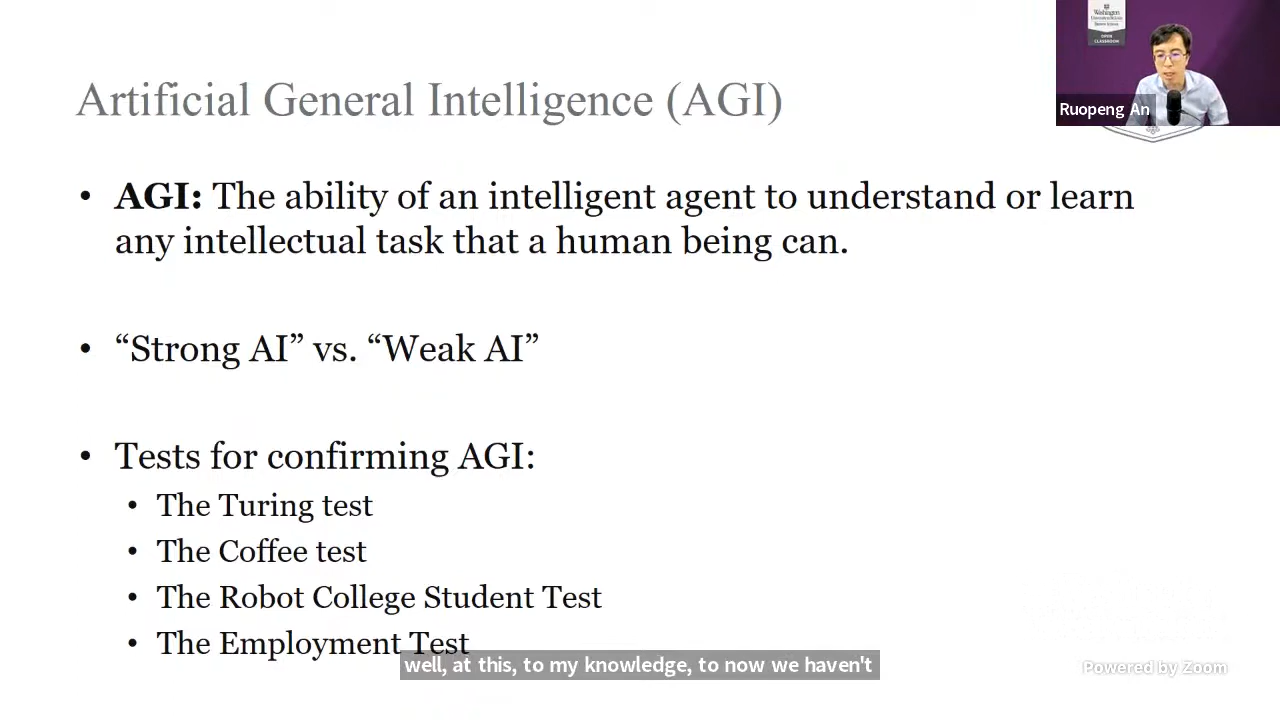 Artificial General Intelligence (AGI)
Washington
OPEN
CLASSROOM
Ruopeng An
• AGI: The ability of an intelligent agent to understand or learn
any intellectual task that a human being can.
• “Strong AI” vs. “Weak AI”
• Tests for confirming AGI:
• The Turing test
• The Coffee test
• The Robot College Student Test
• The Employment Test
well, at this, to my knowledge, to now we haven't
Powered by Zoom